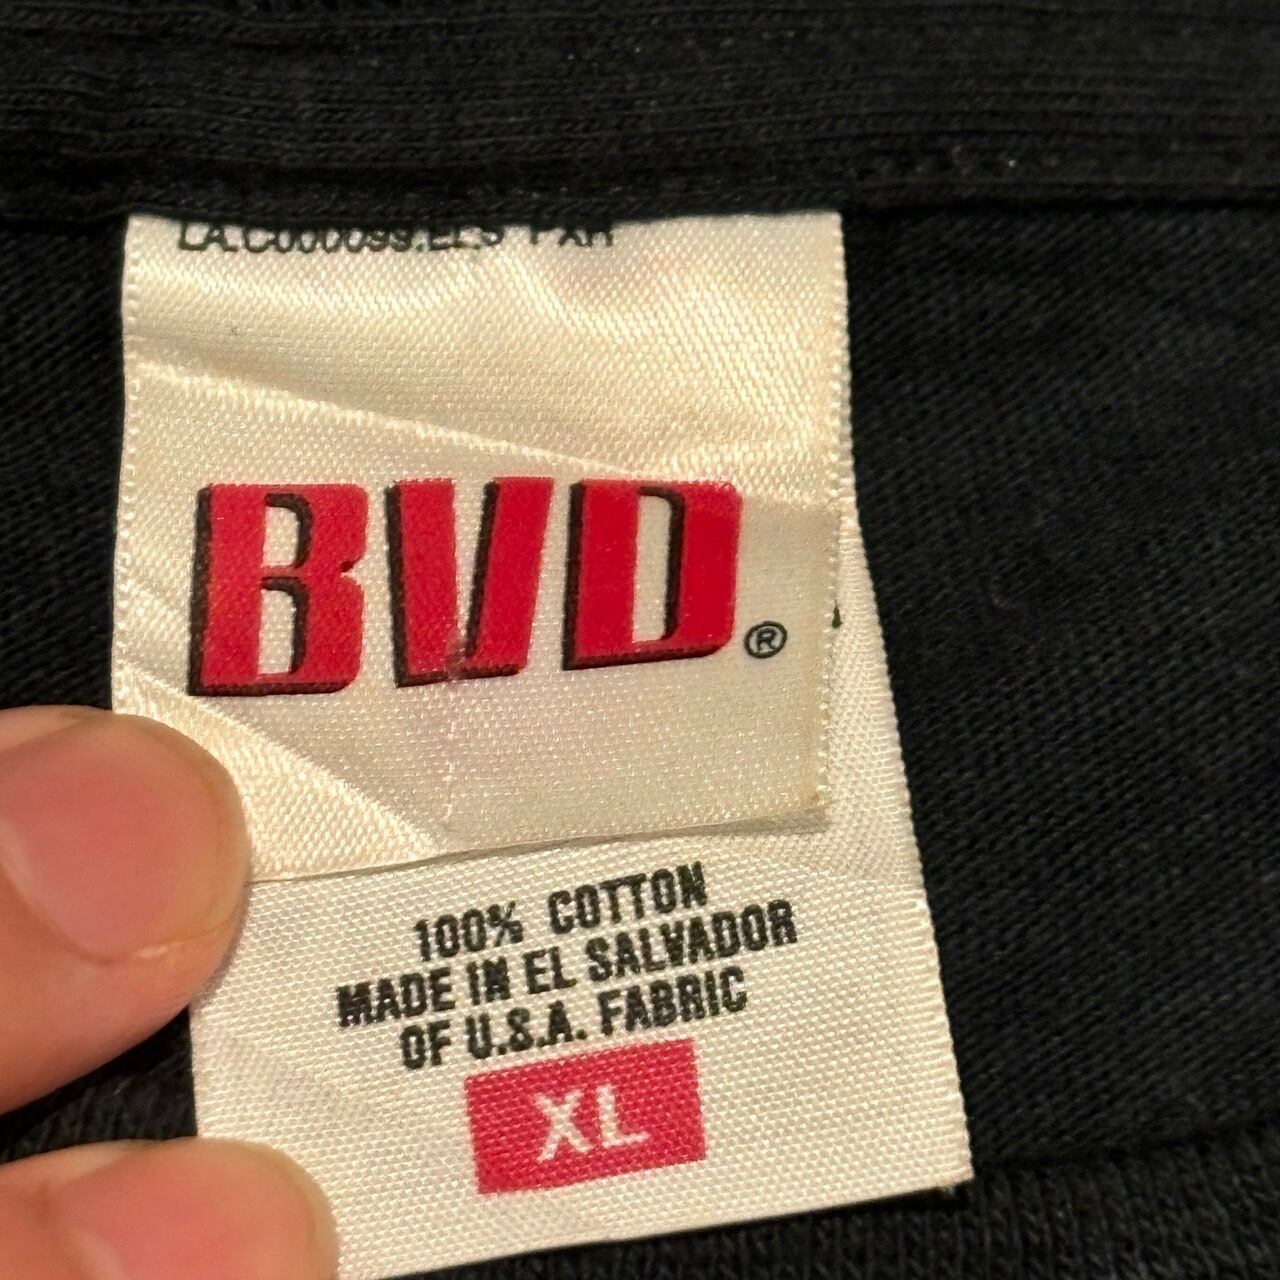 BVD®
100% COTTON
MADE IN EL SALVADOR
OF U.S.A. FABRIC
XL